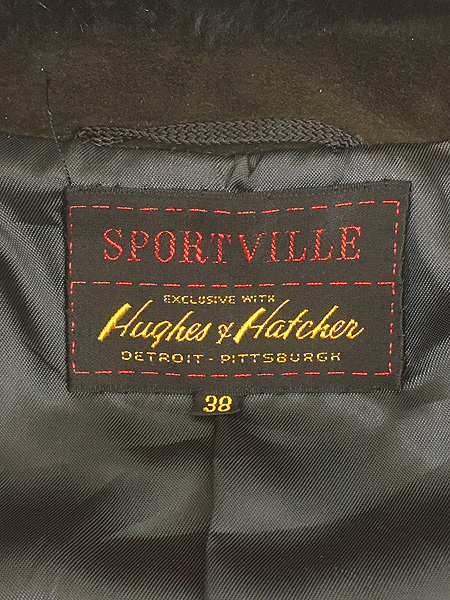 SPORTVILLE
EXCLUSIVE WITH
Hughes & Hatcher
DETROIT - PITTSBURGH
38